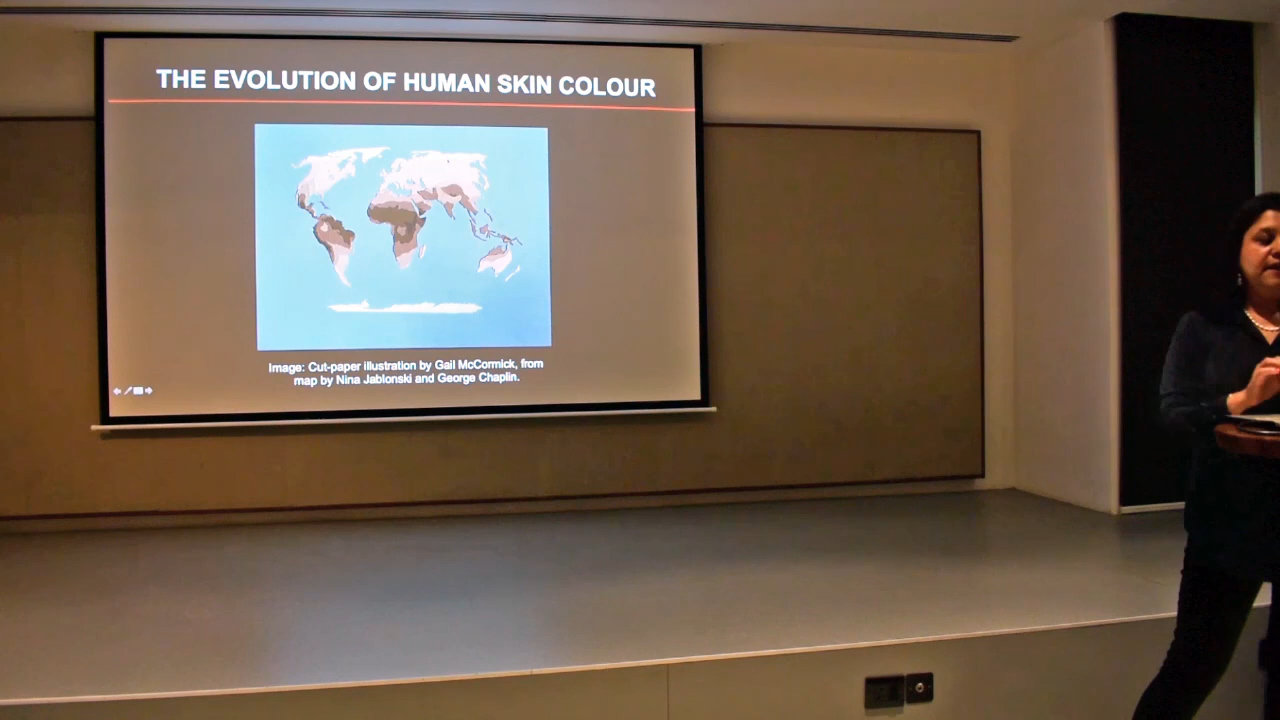 THE EVOLUTION OF HUMAN SKIN COLOUR
Image: Cut-paper illustration by Gail McCormick, from
map by Nina Jablonski and George Chaplin.